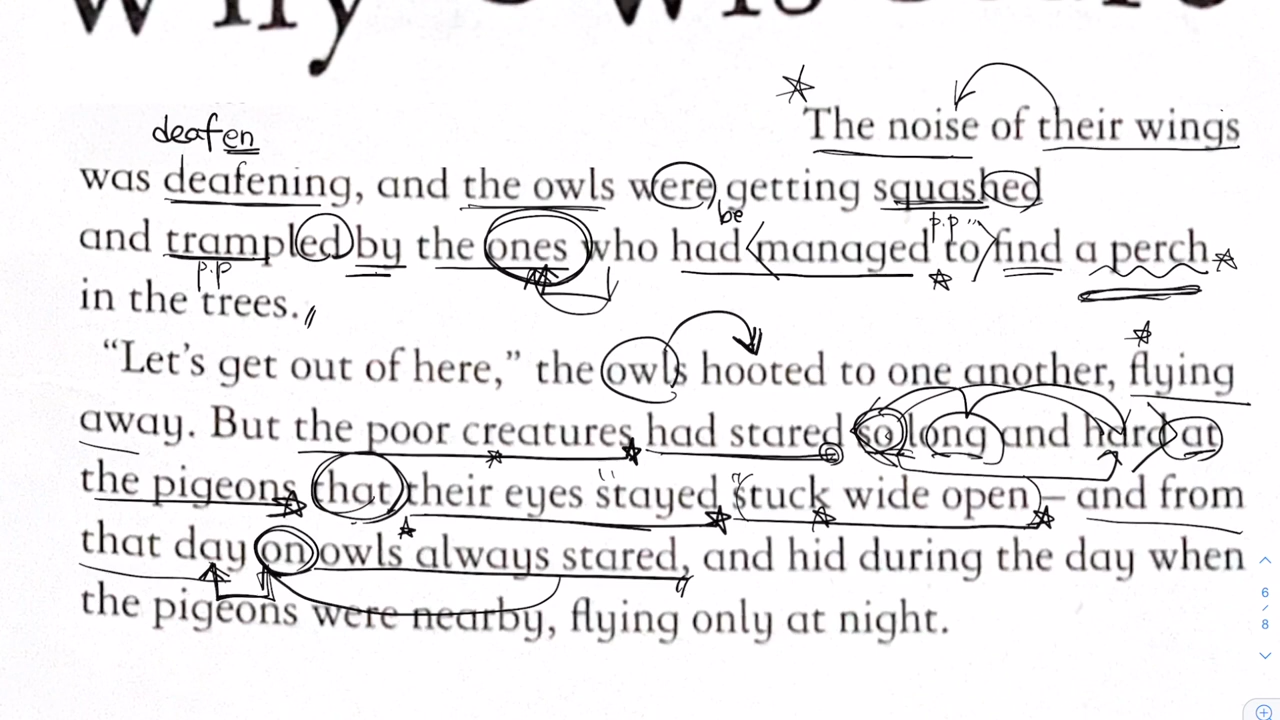 Why Owls Stare
The noise of their wings
deafen
was deafening, and the owls were getting squashed
be
p.p
and trampled by the ones who had managed to find a perch
p.p
in the trees.
“Let’s get out of here,” the owls hooted to one another, flying
away. But the poor creatures had stared so long and hard at
the pigeons that their eyes stayed stuck wide open – and from
that day on owls always stared, and hid during the day when
the pigeons were nearby, flying only at night.
6
/
8